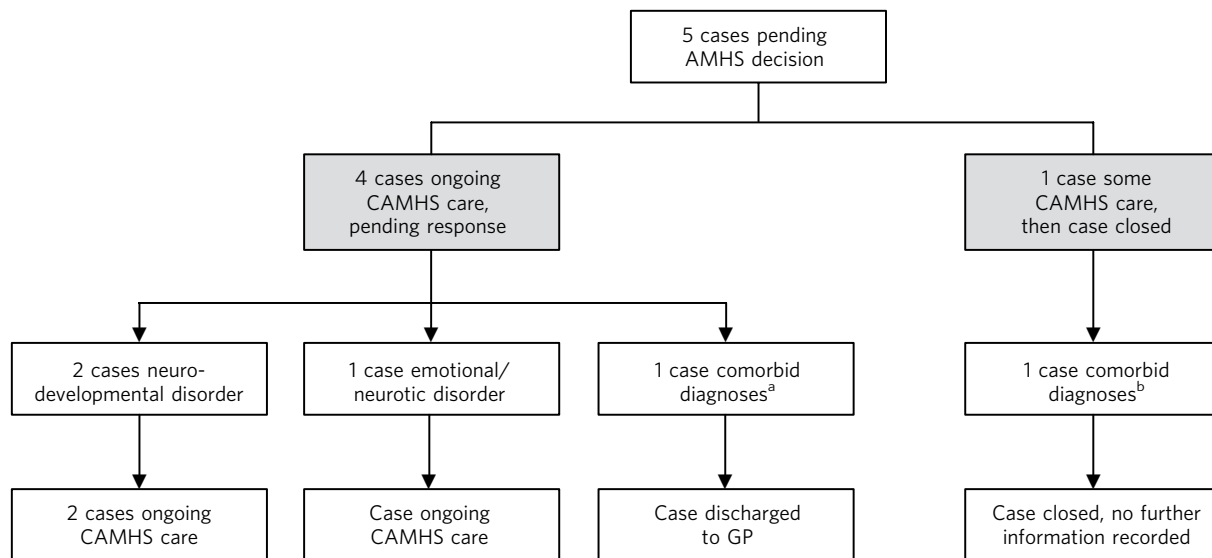 5 cases pending
AMHS decision
4 cases ongoing
CAMHS care,
pending response
1 case some
CAMHS care,
then case closed
2 cases neuro-
developmental disorder
1 case emotional/
neurotic disorder
1 case comorbid
diagnosesa
1 case comorbid
diagnosesb
2 cases ongoing
CAMHS care
Case ongoing
CAMHS care
Case discharged
to GP
Case closed, no further
information recorded